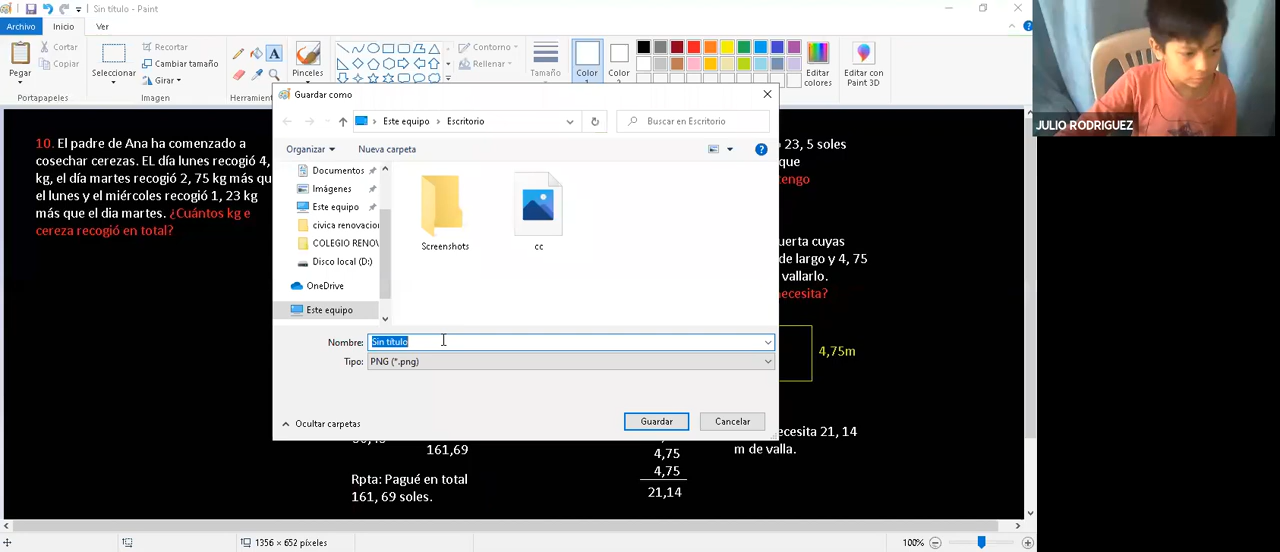 Sin título - Paint
Archivo
Inicio
Ver
Pegar
Cortar
Copiar
Portapapeles
Seleccionar
Recortar
Cambiar tamaño
Girar
Imagen
A
Herramient
Pinceles
Contorno
Rellenar
Tamaño
Color
Color
Editar
colores
Editar con
Paint 3D
JULIO RODRIGUEZ
10. El padre de Ana ha comenzado a
cosechar cerezas. EL día lunes recogió 4,
kg, el día martes recogió 2, 75 kg más qu
el lunes y el miércoles recogió 1, 23 kg
más que el dia martes. ¿Cuántos kg e
cereza recogió en total?
Guardar como
Este equipo
Escritorio
Buscar en Escritorio
Organizar
Nueva carpeta
Documentos
Imágenes
Este equipo
civica renovacio
COLEGIO RENOV
Disco local (D:)
OneDrive
Este equipo
Screenshots
cc
Nombre:
Sin título
Tipo:
PNG (*.png)
Ocultar carpetas
Guardar
Cancelar
23, 5 soles
que
tengo
uerta cuyas
de largo y 4, 75
vallarlo.
ecesita?
4,75m
161,69
Rpta: Pagué en total
161, 69 soles.
4,75
4,75
21,14
ecesita 21, 14
m de valla.
1356 × 652 píxeles
100%